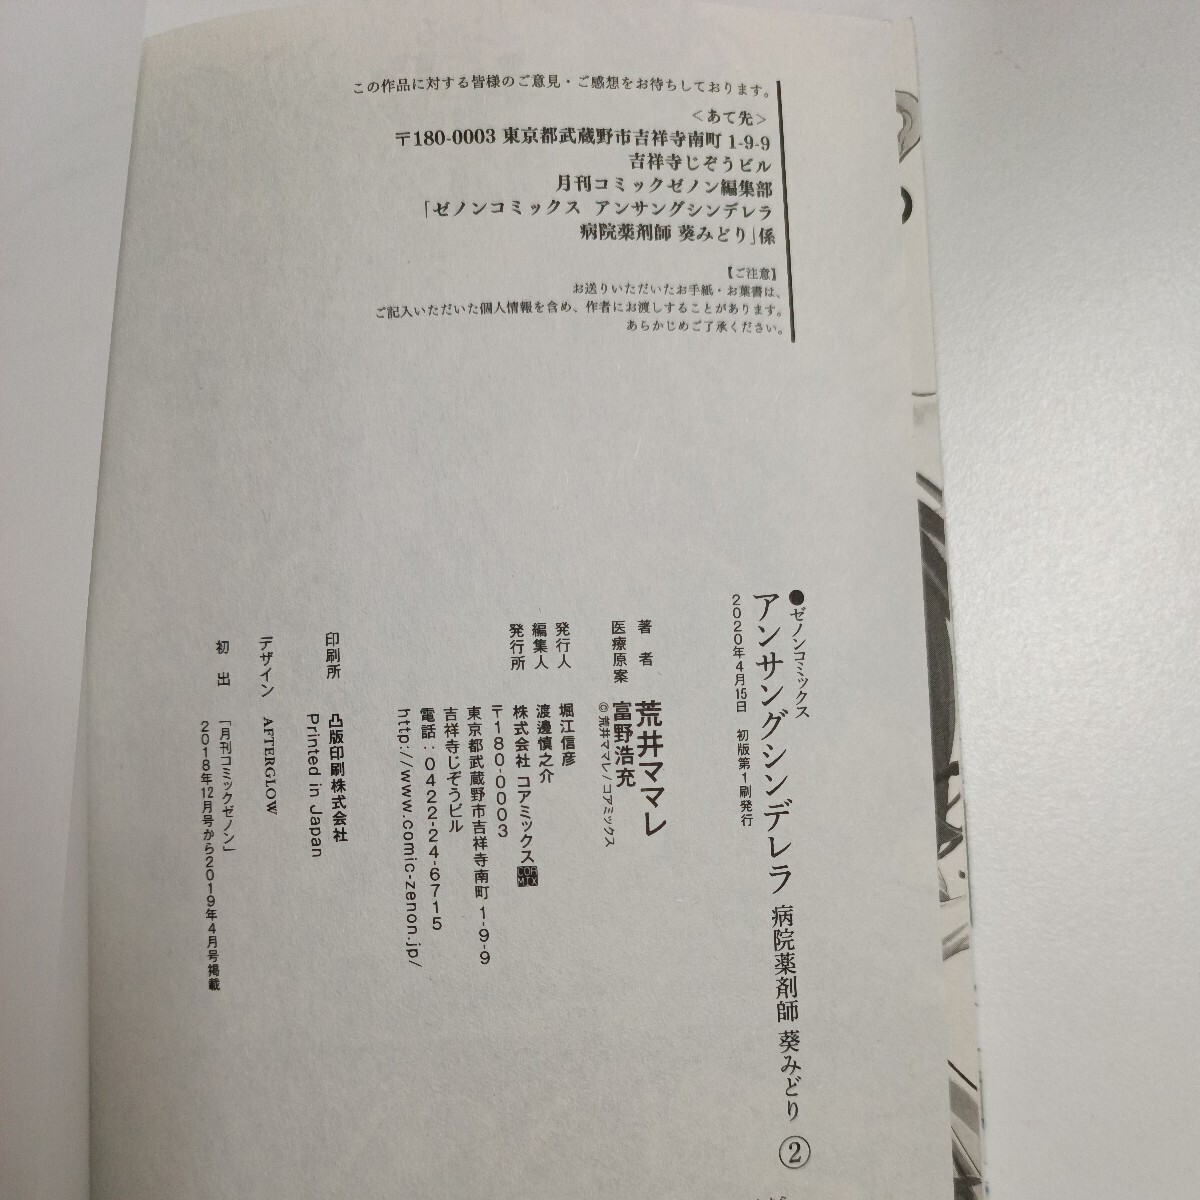 この作品に対する皆様のご意見・ご感想をお待ちしております。
＜あて先＞
〒180-0003 東京都武蔵野市吉祥寺南町 1-9-9
吉祥寺じぞうビル
月刊コミックゼノン編集部
「ゼノンコミックス アンサングシンデレラ
病院薬剤師 葵みどり」係
【ご注意】
お送りいただいたお手紙・お葉書は、
ご記入いただいた個人情報を含め、作者にお渡しすることがあります。
あらかじめご了承ください。
●ゼノンコミックス
アンサングシンデレラ 病院薬剤師 葵みどり ②
2020年4月15日 初版第1刷発行
著者 荒井ママレ
医療原案 富野浩充
©荒井ママレ/コアミックス
発行人 堀江信彦
編集人 渡邊慎之介
発行所 株式会社 コアミックス COA MIX
〒180-0003
東京都武蔵野市吉祥寺南町 1-9-9
吉祥寺じぞうビル
電話：0422-24-6715
http://www.comic-zenon.jp/
印刷所 凸版印刷株式会社
Printed in Japan
デザイン AFTERGLOW
初出 「月刊コミックゼノン」
2018年12月号から2019年4月号掲載